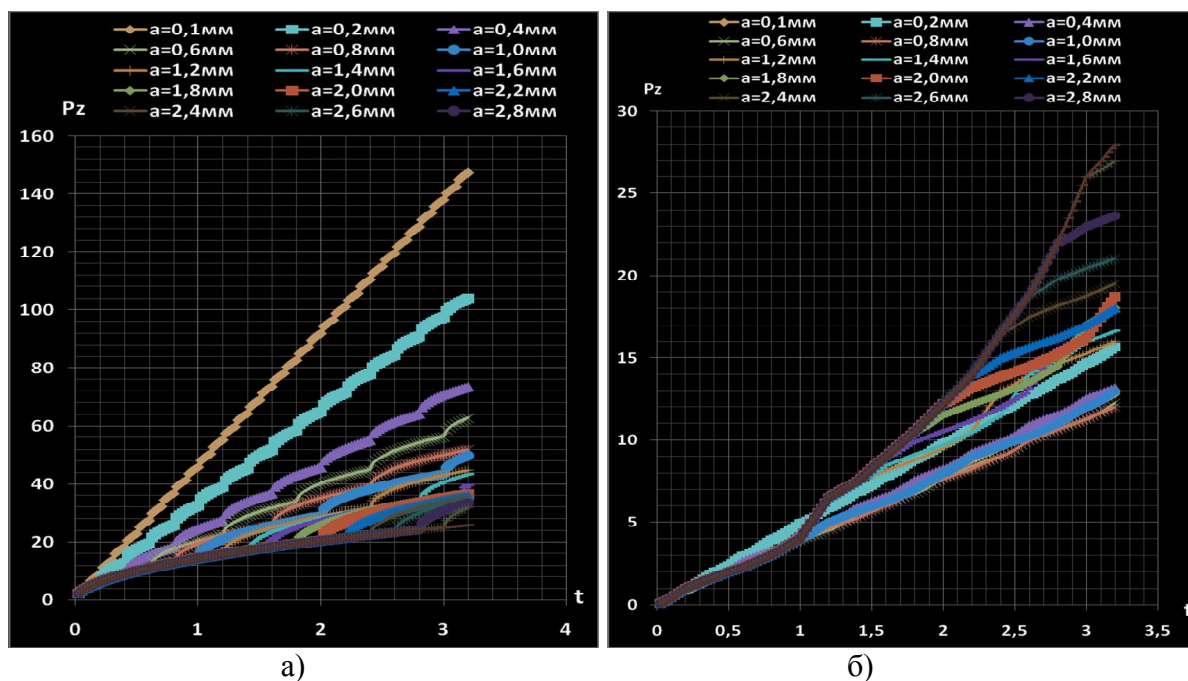 a=0,1мм a=0,2мм a=0,4мм
a=0,6мм a=0,8мм a=1,0мм
a=1,2мм a=1,4мм a=1,6мм
a=1,8мм a=2,0мм a=2,2мм
a=2,4мм a=2,6мм a=2,8мм
Pz
160
140
120
100
80
60
40
20
0
0 1 2 3 4
t
а)
a=0,1мм a=0,2мм a=0,4мм
a=0,6мм a=0,8мм a=1,0мм
a=1,2мм a=1,4мм a=1,6мм
a=1,8мм a=2,0мм a=2,2мм
a=2,4мм a=2,6мм a=2,8мм
Pz
30
25
20
15
10
5
0
0 0,5 1 1,5 2 2,5 3 3,5
t
б)